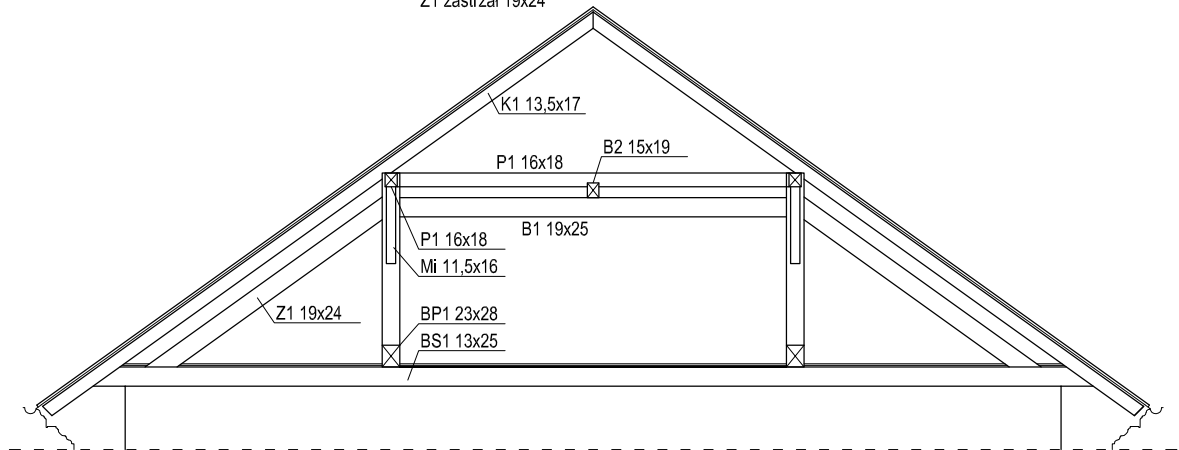 Z1 zastrzał 19x24
K1 13,5x17
B2 15x19
P1 16x18
B1 19x25
P1 16x18
Mi 11,5x16
Z1 19x24
BP1 23x28
BS1 13x25